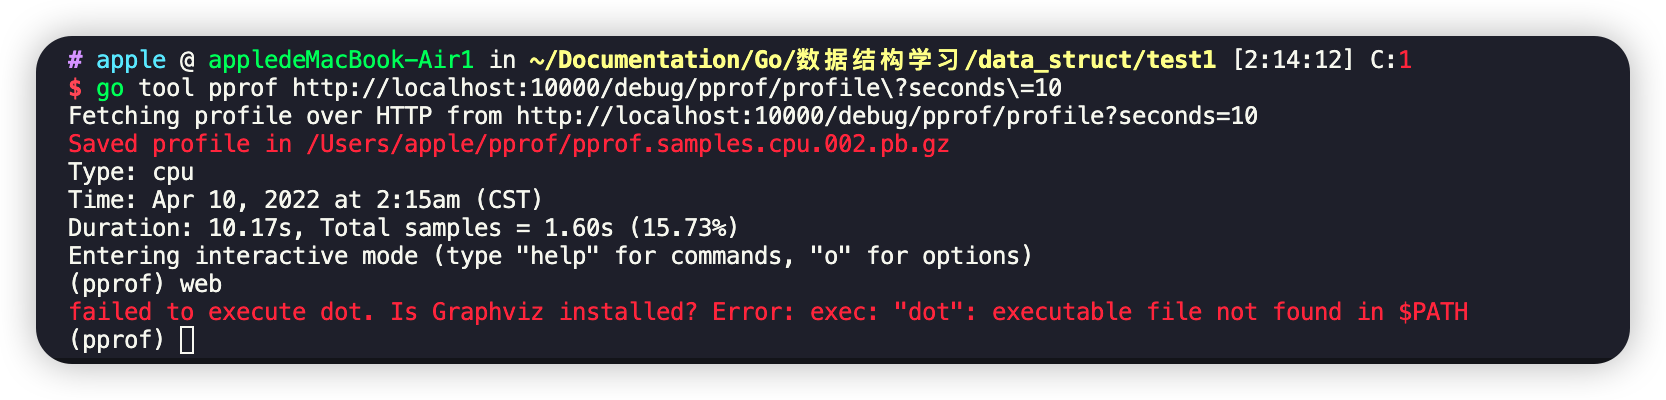 # apple @ appledeMacBook-Air1 in ~/Documentation/Go/数据结构学习/data_struct/test1 [2:14:12] C:1
$ go tool pprof http://localhost:10000/debug/pprof/profile\?seconds\=10
Fetching profile over HTTP from http://localhost:10000/debug/pprof/profile?seconds=10
Saved profile in /Users/apple/pprof/pprof.samples.cpu.002.pb.gz
Type: cpu
Time: Apr 10, 2022 at 2:15am (CST)
Duration: 10.17s, Total samples = 1.60s (15.73%)
Entering interactive mode (type "help" for commands, "o" for options)
(pprof) web
failed to execute dot. Is Graphviz installed? Error: exec: "dot": executable file not found in $PATH
(pprof)